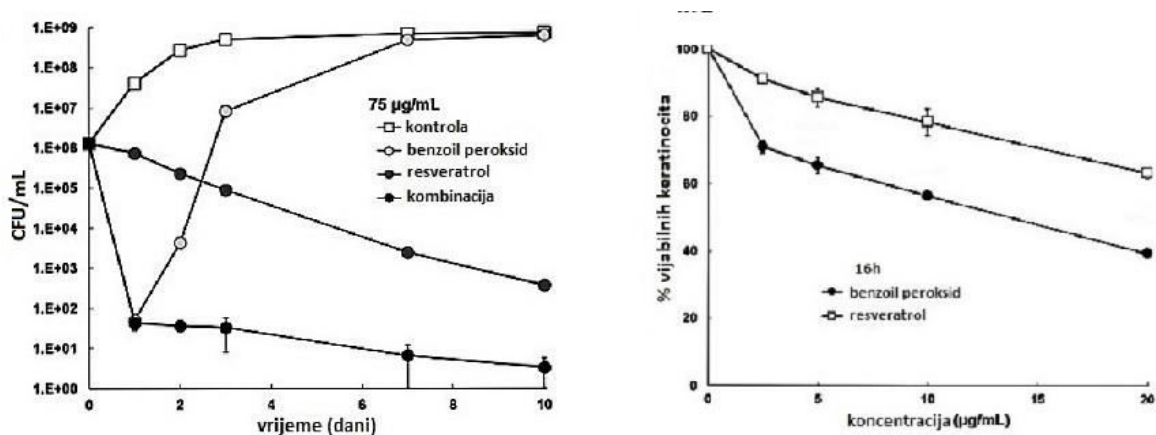 1.E+09
1.E+08
1.E+07
1.E+06
1.E+05
1.E+04
1.E+03
1.E+02
1.E+01
1.E+00
CFU/mL
75 µg/mL
kontrola
benzoil peroksid
resveratrol
kombinacija
0 2 4 6 8 10
vrijeme (dani)
100
80
60
40
20
0
% vijabilnih keratinocita
16h
benzoil peroksid
resveratrol
0 5 10 15 20
koncentracija (µg/mL)